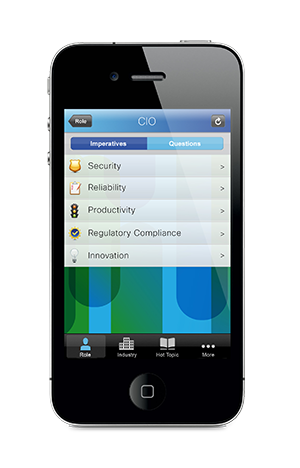 Role CIO
Imperatives Questions
Security >
Reliability >
Productivity >
Regulatory Compliance >
Innovation >
Role Industry Hot Topic More